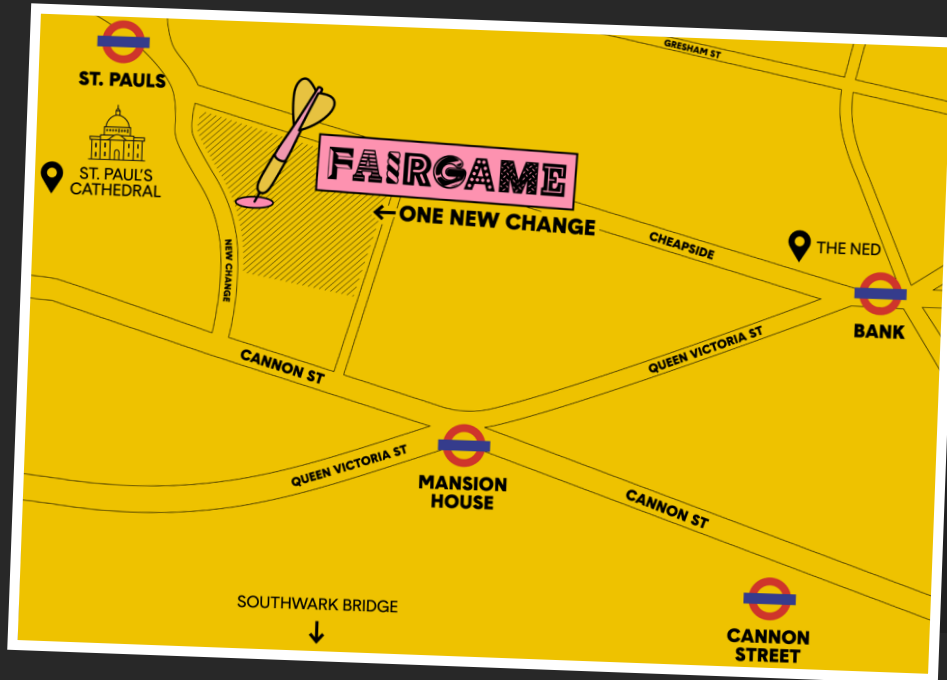 GRESHAM ST
ST. PAULS
ST. PAUL'S
CATHEDRAL
FAIRGAME
←ONE NEW CHANGE
NEW CHANGE
CHEAPSIDE
THE NED
BANK
CANNON ST
QUEEN VICTORIA ST
QUEEN VICTORIA ST
MANSION
HOUSE
CANNON ST
SOUTHWARK BRIDGE
↓
CANNON
STREET